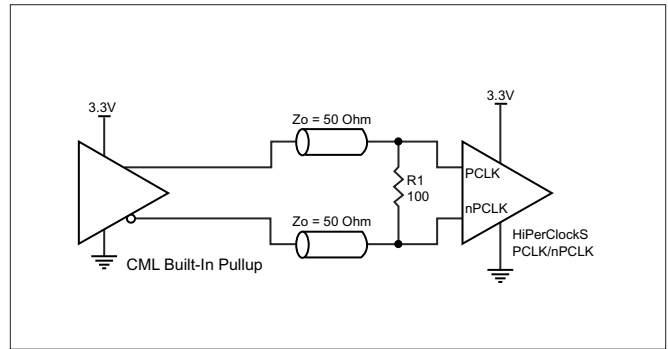 3.3V
3.3V
Zo = 50 Ohm
PCLK
R1
100
nPCLK
Zo = 50 Ohm
HiPerClockS
PCLK/nPCLK
CML Built-In Pullup